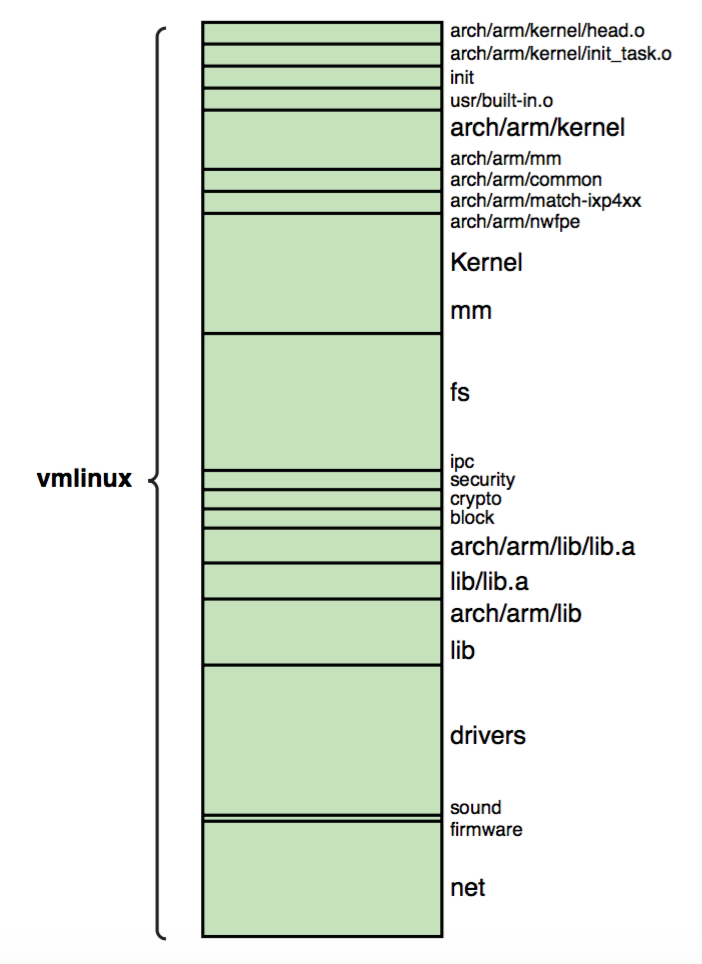 arch/arm/kernel/head.o
arch/arm/kernel/init_task.o
init
usr/built-in.o
arch/arm/kernel
arch/arm/mm
arch/arm/common
arch/arm/match-ixp4xx
arch/arm/nwfpe
Kernel
mm
fs
ipc
vmlinux
security
crypto
block
arch/arm/lib/lib.a
lib/lib.a
arch/arm/lib
lib
drivers
sound
firmware
net